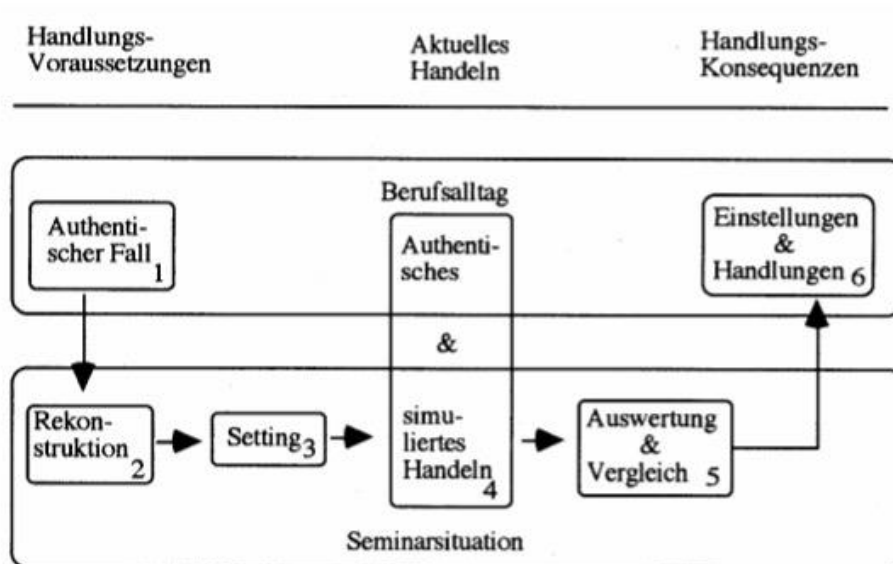 Handlungs-
Voraussetzungen
Aktuelles
Handeln
Handlungs-
Konsequenzen
Berufsalltag
Authenti-
scher Fall 1
Authenti-
sches
&
simu-
liertes
Handeln 4
Einstellungen
&
Handlungen 6
Rekon-
struktion 2
Setting 3
Auswertung
&
Vergleich 5
Seminarsituation